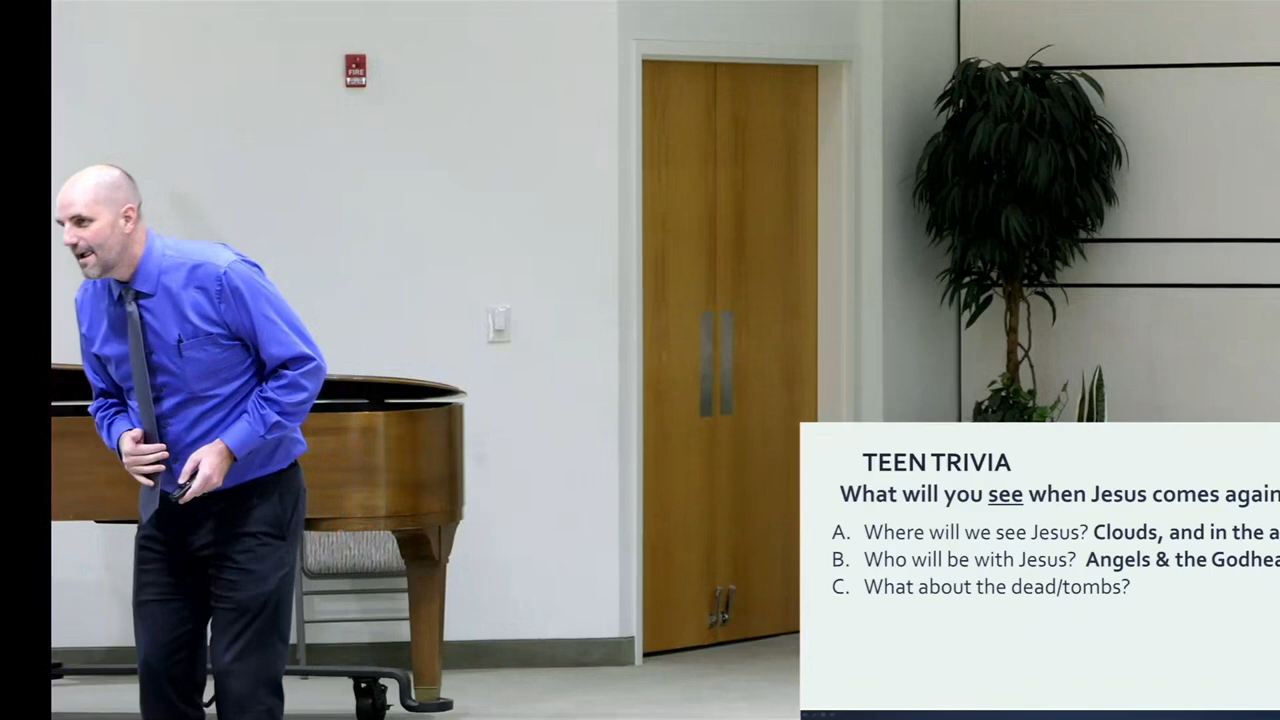 FIRE
TEEN TRIVIA
What will you see when Jesus comes again
A. Where will we see Jesus? Clouds, and in the a
B. Who will be with Jesus? Angels & the Godhea
C. What about the dead/tombs?